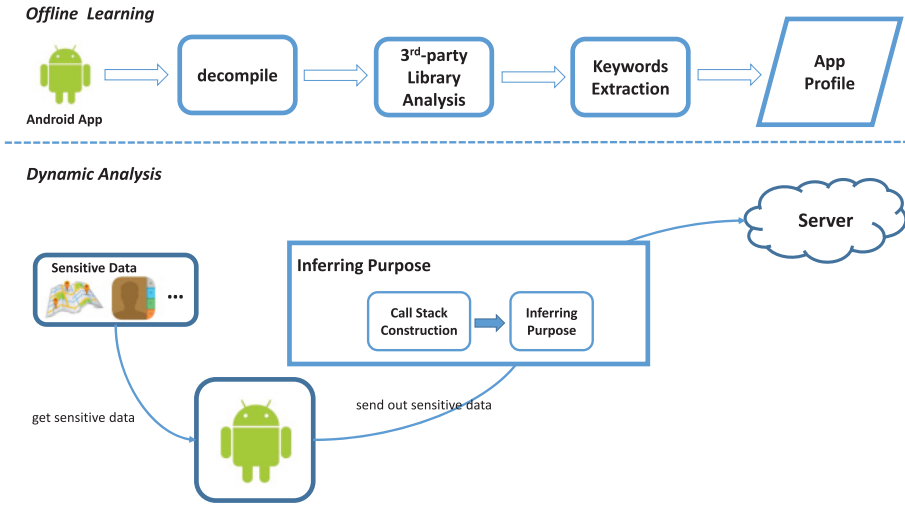 Offline Learning
Android App
decompile
3rd-party
Library
Analysis
Keywords
Extraction
App
Profile
Dynamic Analysis
Server
Sensitive Data
...
Inferring Purpose
Call Stack
Construction
Inferring
Purpose
get sensitive data
send out sensitive data